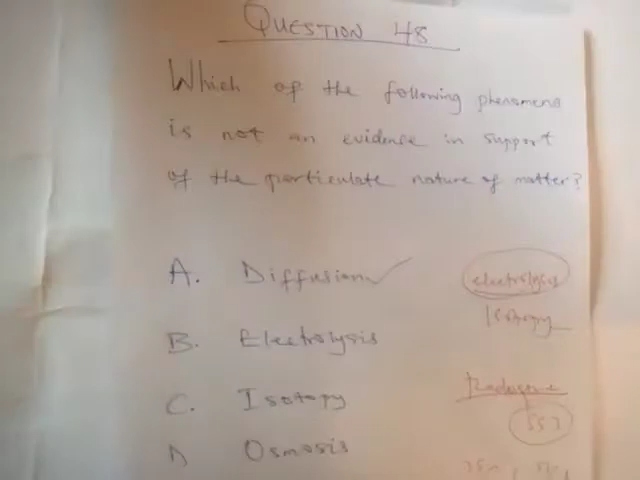 QUESTION 48
Which of the following phenomena
is not an evidence in support
of the particulate nature of matter?
A. Diffusion ✓
electrolysis
Isotopy
B. Electrolysis
C. Isotopy
D Osmosis